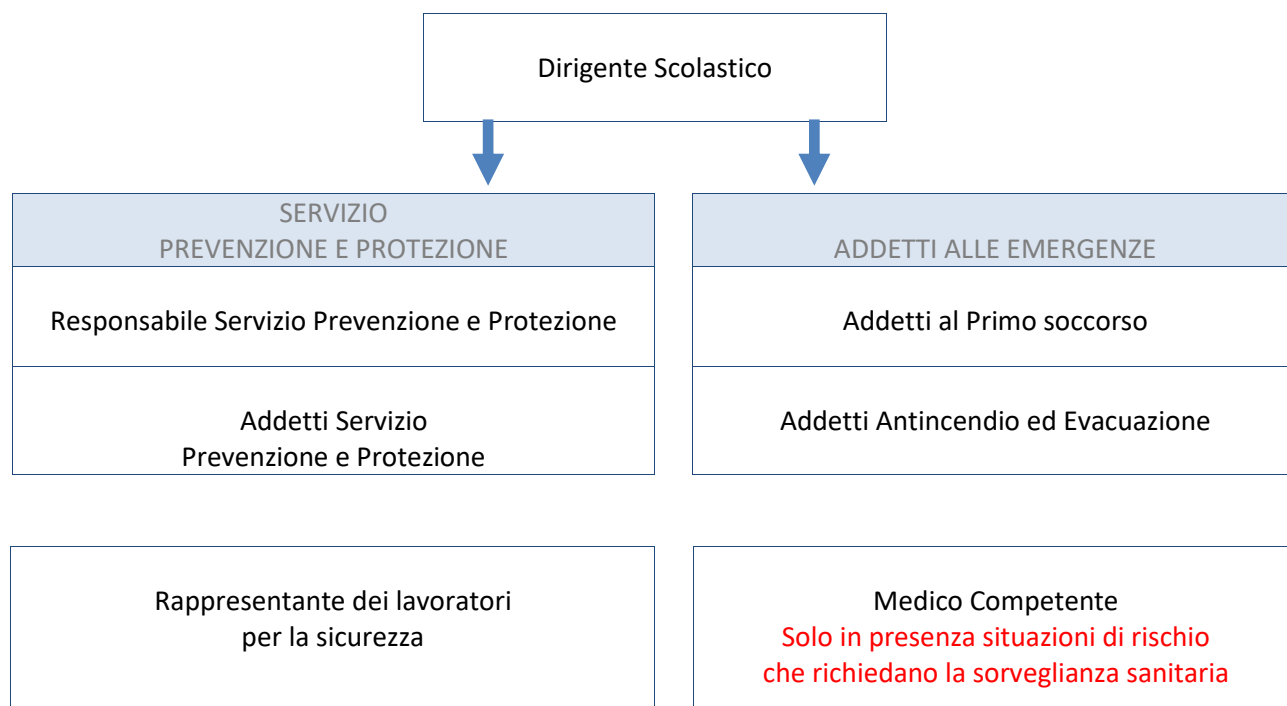 Dirigente Scolastico
SERVIZIO
PREVENZIONE E PROTEZIONE
Responsabile Servizio Prevenzione e Protezione
Addetti Servizio
Prevenzione e Protezione
ADDETTI ALLE EMERGENZE
Addetti al Primo soccorso
Addetti Antincendio ed Evacuazione
Rappresentante dei lavoratori
per la sicurezza
Medico Competente
Solo in presenza situazioni di rischio
che richiedano la sorveglianza sanitaria